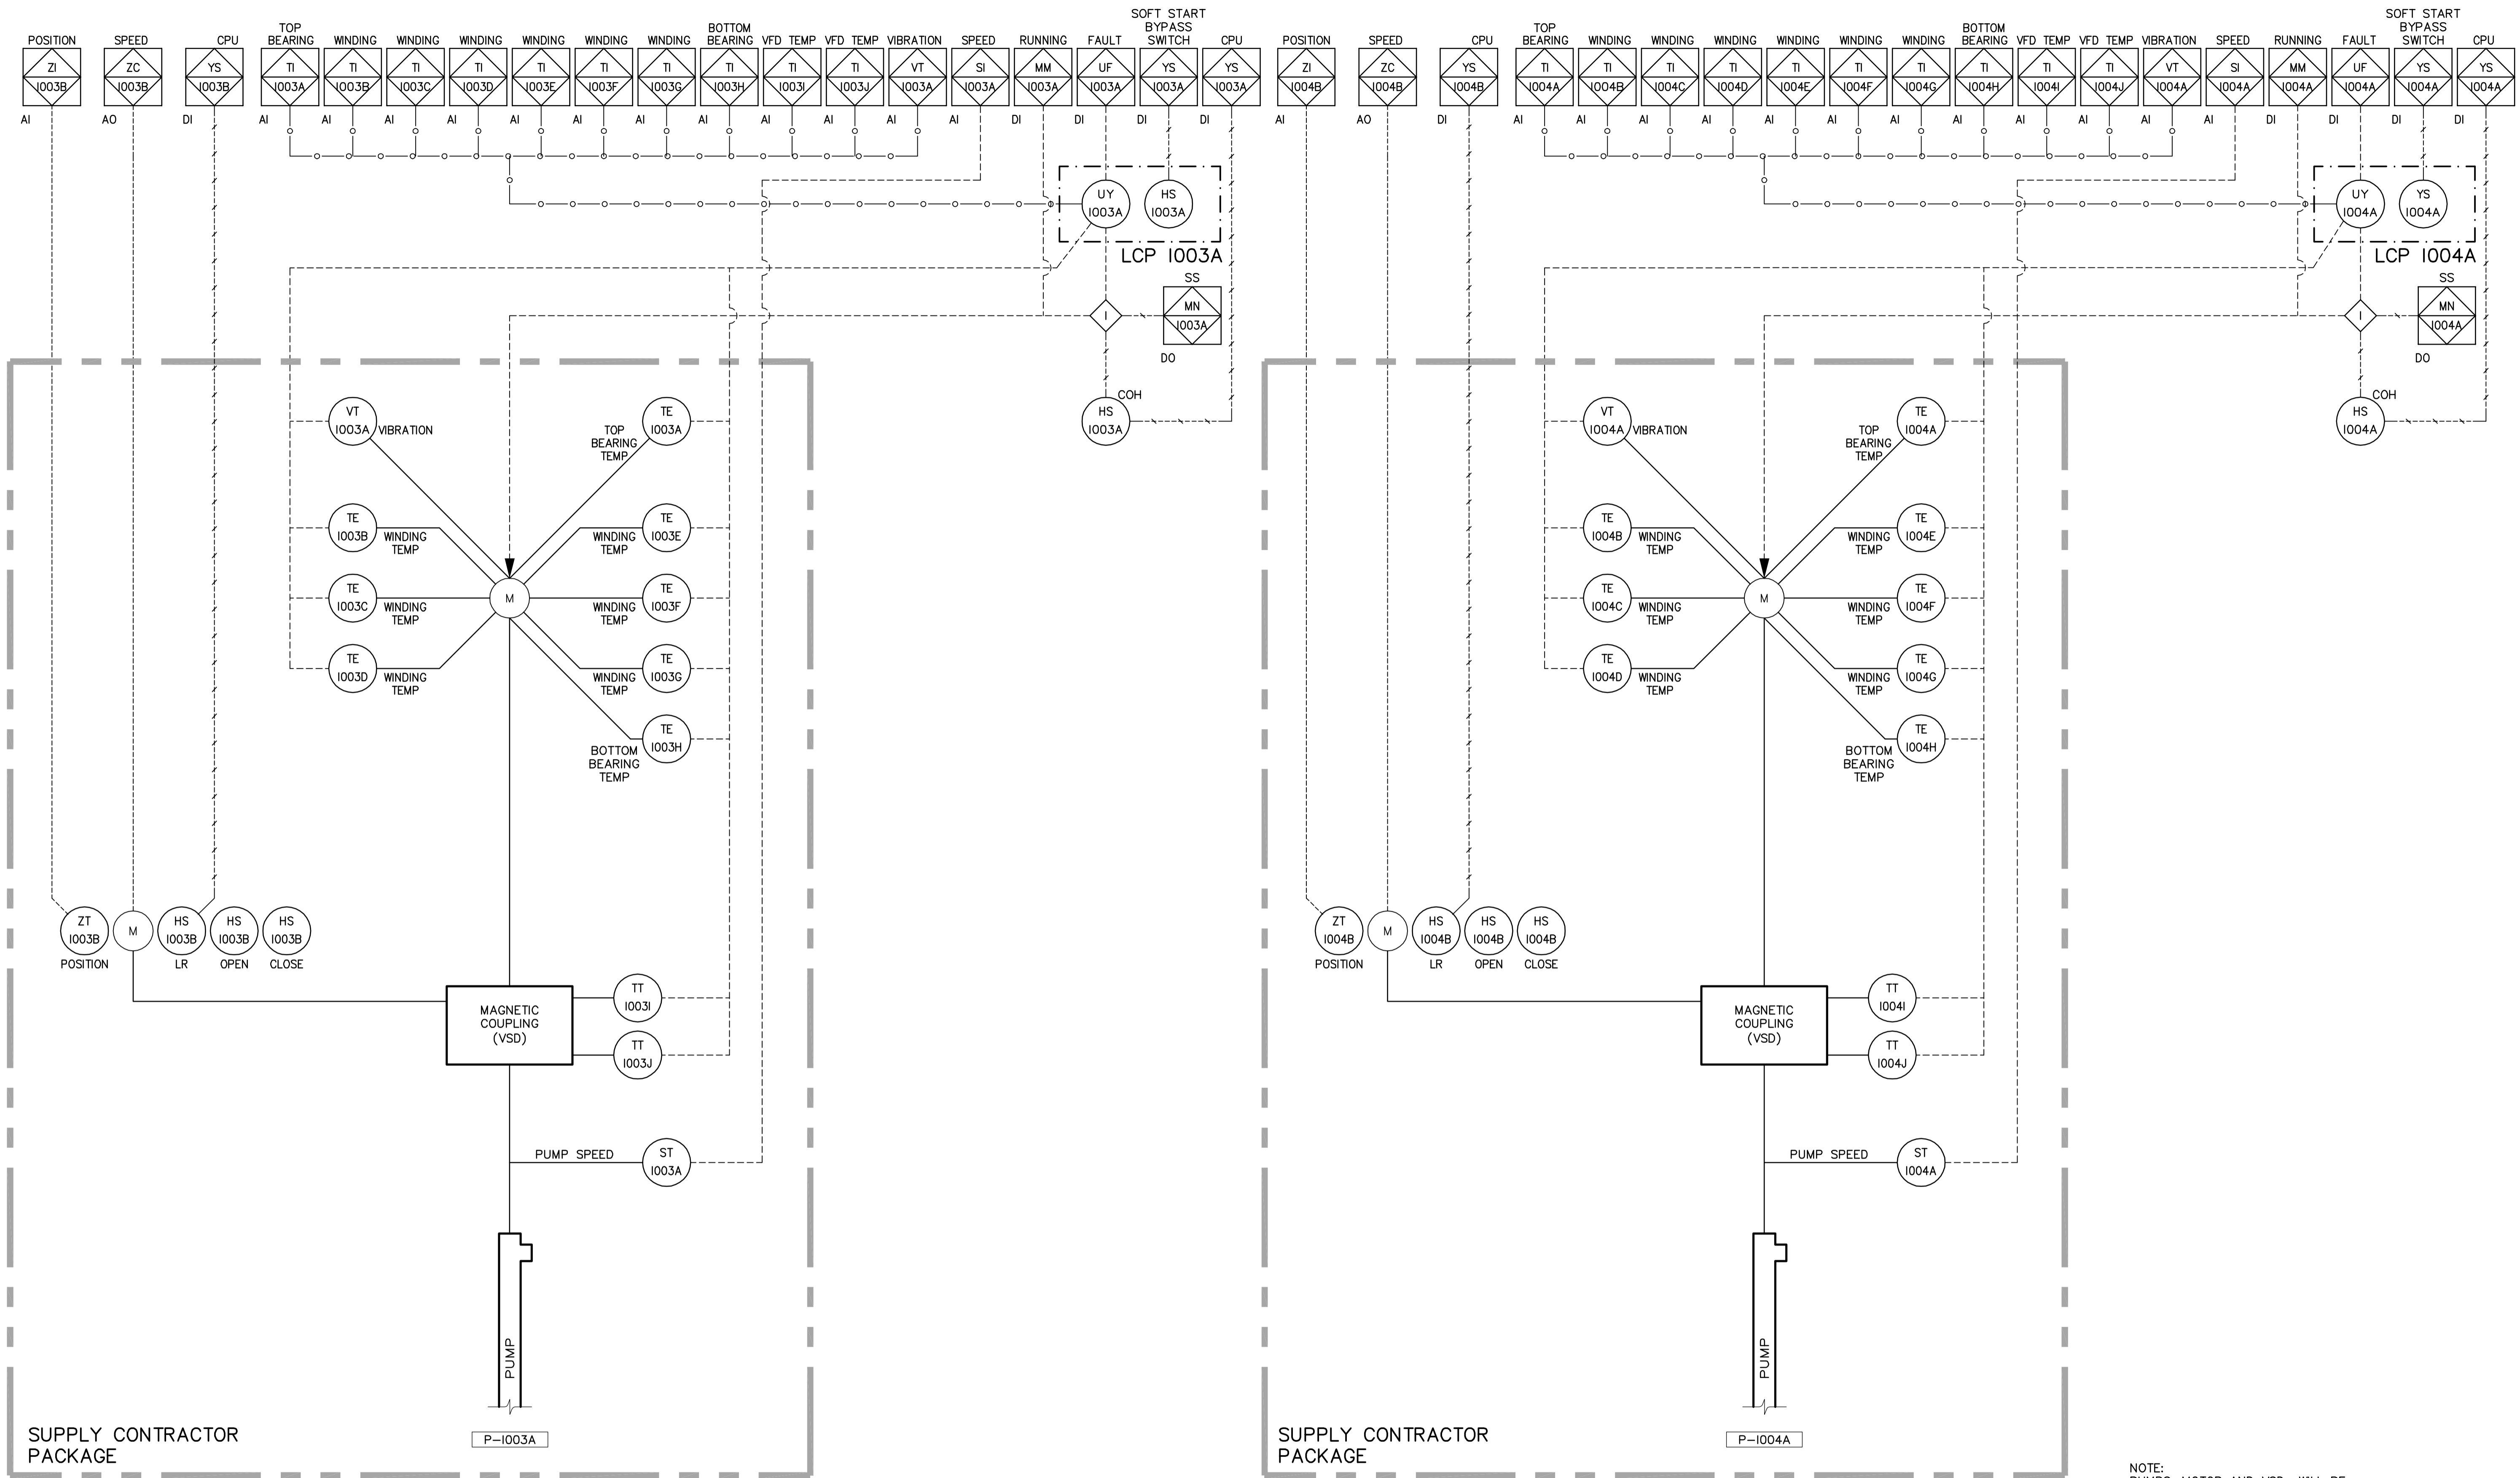 SOFT START
BYPASS
SWITCH
TOP
BEARING
BOTTOM
BEARING
POSITION SPEED CPU WINDING WINDING WINDING WINDING WINDING WINDING VFD TEMP VFD TEMP VIBRATION SPEED RUNNING FAULT CPU
ZI ZC YS TI TI TI TI TI TI TI TI TI TI VT SI MM UF YS YS
1003B 1003B 1003B 1003A 1003B 1003C 1003D 1003E 1003F 1003G 1003H 1003I 1003J 1003A 1003A 1003A 1003A 1003A 1003A
AI AO DI AI AI AI AI AI AI AI AI AI AI AI AI DI DI DI DI
UY
1003A
HS
1003A
LCP 1003A
SS
MN
1003A
DO
I
COH
HS
1003A
VT
1003A
VIBRATION
TE
1003A
TOP
BEARING
TEMP
TE
1003B
WINDING
TEMP
TE
1003E
WINDING
TEMP
TE
1003C
WINDING
TEMP
M
TE
1003F
WINDING
TEMP
TE
1003D
WINDING
TEMP
TE
1003G
WINDING
TEMP
TE
1003H
BOTTOM
BEARING
TEMP
ZT
1003B
POSITION
M
HS
1003B
LR
HS
1003B
OPEN
HS
1003B
CLOSE
MAGNETIC
COUPLING
(VSD)
TT
1003I
TT
1003J
PUMP SPEED
ST
1003A
PUMP
P-1003A
SUPPLY CONTRACTOR
PACKAGE
SOFT START
BYPASS
SWITCH
TOP
BEARING
BOTTOM
BEARING
POSITION SPEED CPU WINDING WINDING WINDING WINDING WINDING WINDING VFD TEMP VFD TEMP VIBRATION SPEED RUNNING FAULT CPU
ZI ZC YS TI TI TI TI TI TI TI TI TI TI VT SI MM UF YS YS
1004B 1004B 1004B 1004A 1004B 1004C 1004D 1004E 1004F 1004G 1004H 1004I 1004J 1004A 1004A 1004A 1004A 1004A 1004A
AI AO DI AI AI AI AI AI AI AI AI AI AI AI AI DI DI DI DI
UY
1004A
YS
1004A
LCP 1004A
SS
MN
1004A
DO
I
COH
HS
1004A
VT
1004A
VIBRATION
TE
1004A
TOP
BEARING
TEMP
TE
1004B
WINDING
TEMP
TE
1004E
WINDING
TEMP
TE
1004C
WINDING
TEMP
M
TE
1004F
WINDING
TEMP
TE
1004D
WINDING
TEMP
TE
1004G
WINDING
TEMP
TE
1004H
BOTTOM
BEARING
TEMP
ZT
1004B
POSITION
M
HS
1004B
LR
HS
1004B
OPEN
HS
1004B
CLOSE
MAGNETIC
COUPLING
(VSD)
TT
1004I
TT
1004J
PUMP SPEED
ST
1004A
PUMP
P-1004A
SUPPLY CONTRACTOR
PACKAGE
NOTE: